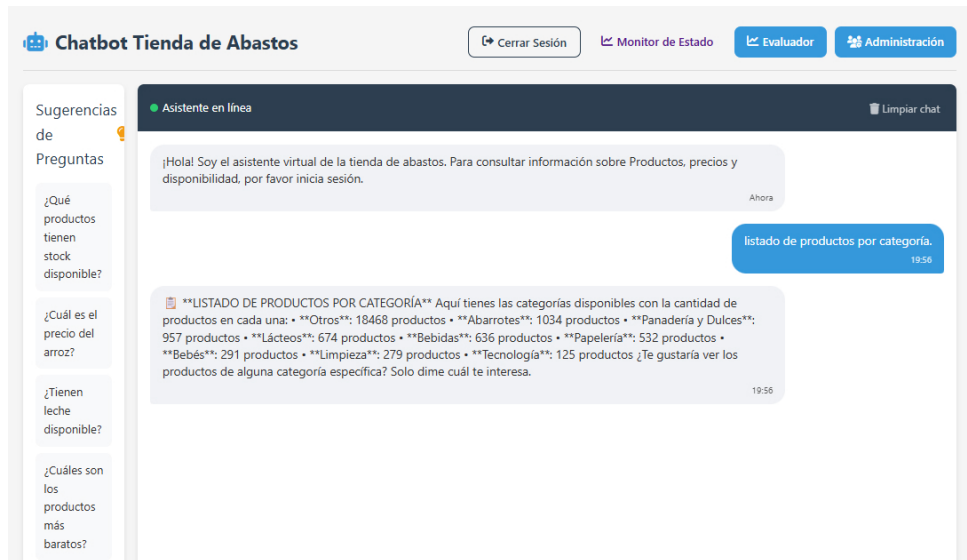 Chatbot Tienda de Abastos
Cerrar Sesión
Monitor de Estado
Evaluador
Administración
Sugerencias
de
Preguntas
¿Qué
productos
tienen
stock
disponible?
¿Cuál es el
precio del
arroz?
¿Tienen
leche
disponible?
¿Cuáles son
los
productos
más
baratos?
Asistente en línea
Limpiar chat
¡Hola! Soy el asistente virtual de la tienda de abastos. Para consultar información sobre Productos, precios y
disponibilidad, por favor inicia sesión.
Ahora
listado de productos por categoría.
19:56
📋 **LISTADO DE PRODUCTOS POR CATEGORÍA** Aquí tienes las categorías disponibles con la cantidad de
productos en cada una: • **Otros**: 18468 productos • **Abarrotes**: 1034 productos • **Panadería y Dulces**:
957 productos • **Lácteos**: 674 productos • **Bebidas**: 636 productos • **Papelería**: 532 productos •
**Bebés**: 291 productos • **Limpieza**: 279 productos • **Tecnología**: 125 productos ¿Te gustaría ver los
productos de alguna categoría específica? Solo dime cuál te interesa.
19:56